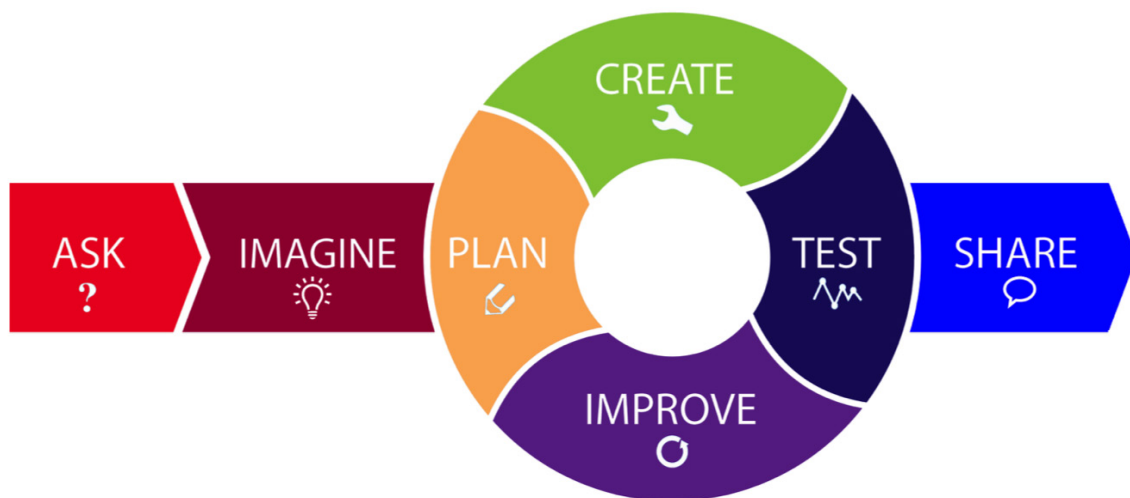 ASK
?
IMAGINE
PLAN
CREATE
TEST
IMPROVE
SHARE